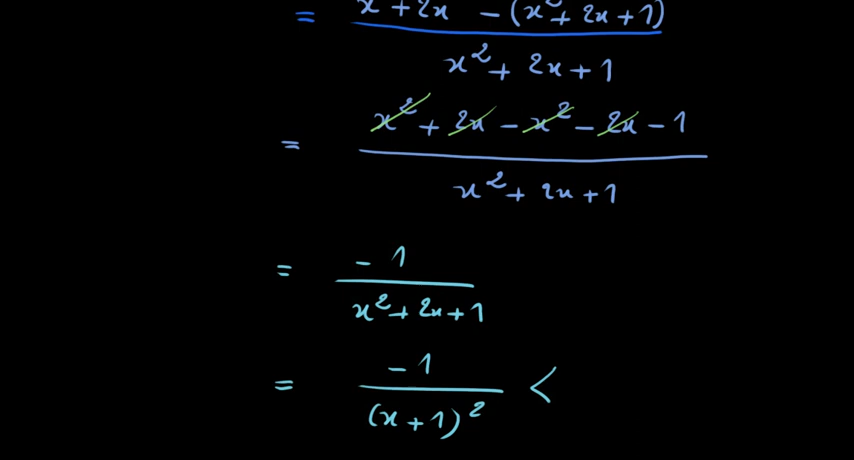 = x²+2x - (x²+2x+1)
x²+2x+1
= x²+2x-x²-2x-1
x²+2x+1
= -1
x²+2x+1
= -1 <
(x+1)²